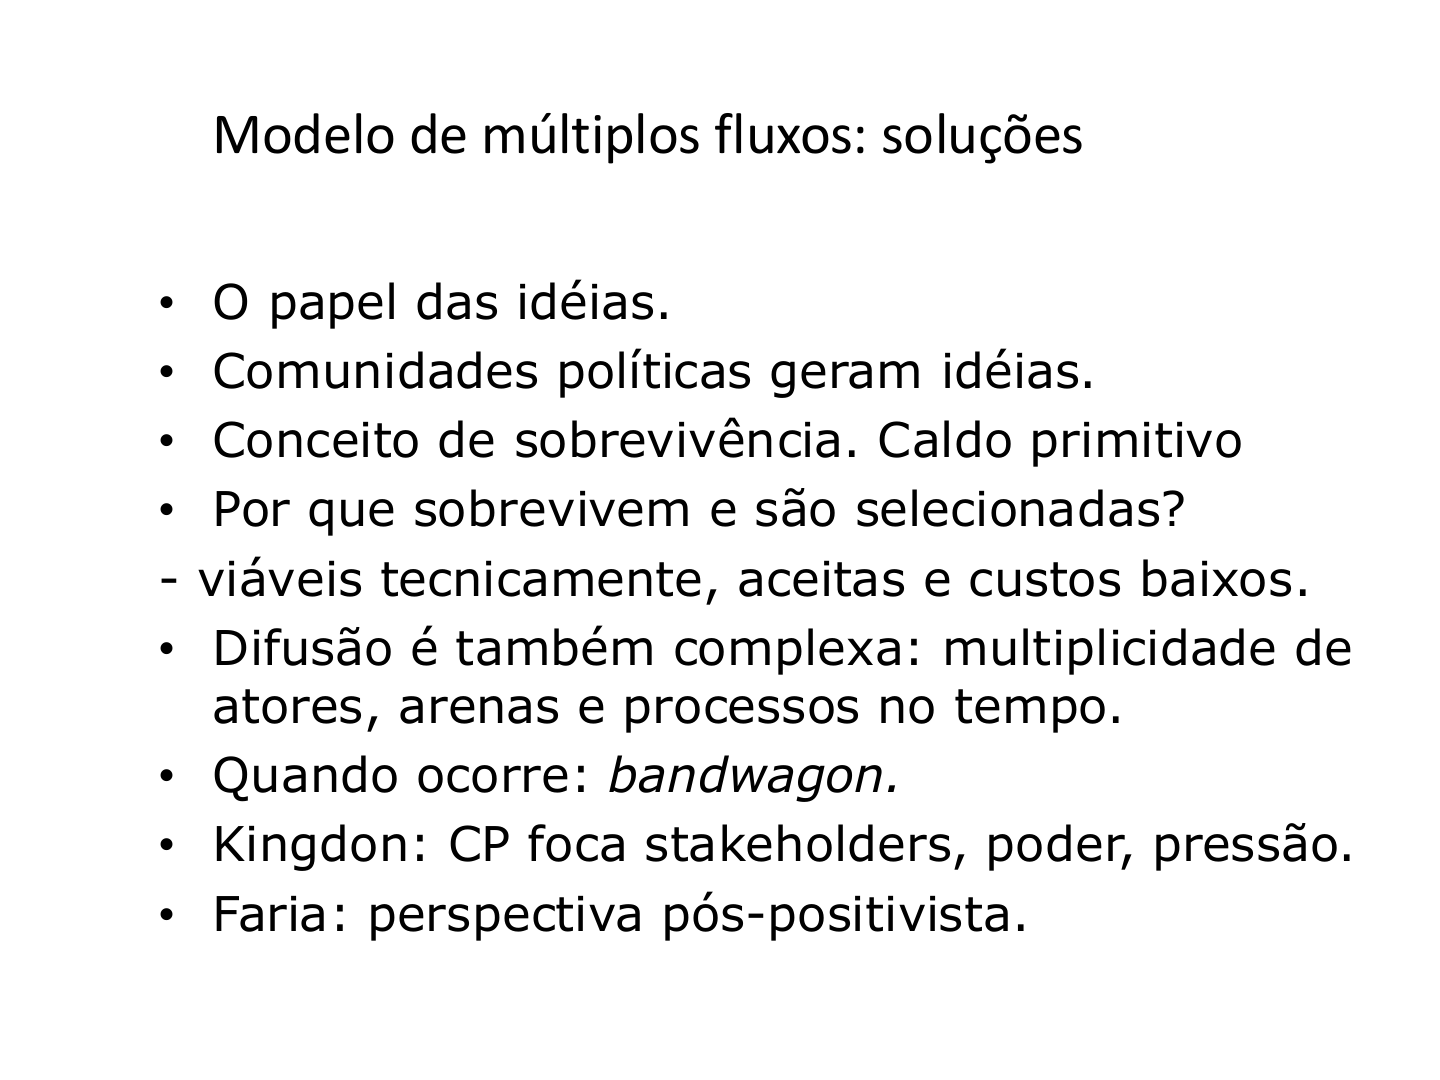 Modelo de múltiplos fluxos: soluções
• O papel das idéias.
• Comunidades políticas geram idéias.
• Conceito de sobrevivência. Caldo primitivo
• Por que sobrevivem e são selecionadas?
- viáveis tecnicamente, aceitas e custos baixos.
• Difusão é também complexa: multiplicidade de
atores, arenas e processos no tempo.
• Quando ocorre: bandwagon.
• Kingdon: CP foca stakeholders, poder, pressão.
• Faria: perspectiva pós-positivista.